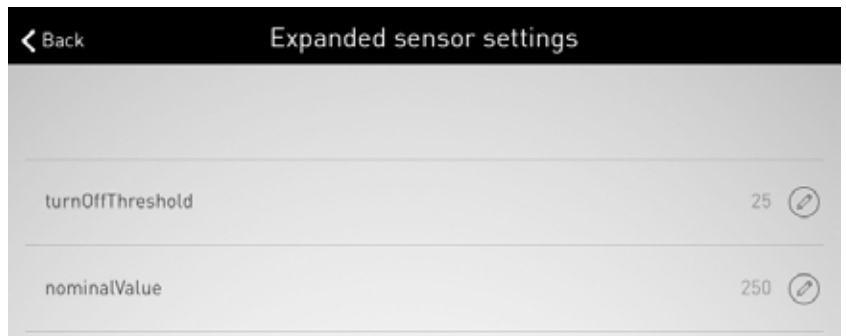 Back Expanded sensor settings
turnOffThreshold 25
nominalValue 250